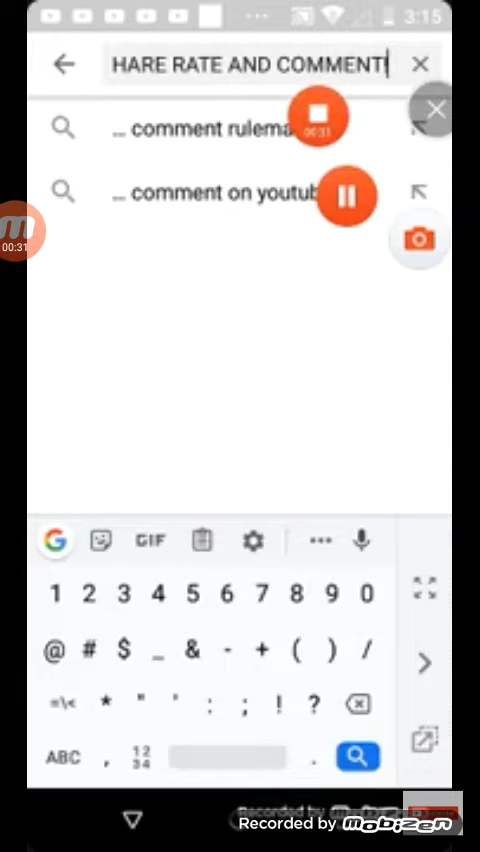 3:15
HARE RATE AND COMMENT!
... comment rulema
00:31
... comment on youtub
00:31
GIF
1 2 3 4 5 6 7 8 9 0
@ # $ _ & - + ( ) /
=\< * " ' : ; ! ?
ABC , 12 34 .
Recorded by mobizen